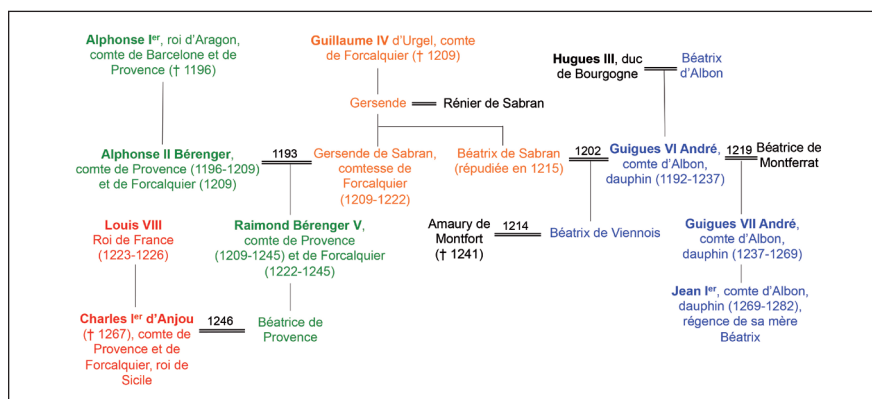 Alphonse Iᵉʳ, roi d'Aragon,
comte de Barcelone et de
Provence († 1196)
Guillaume IV d'Urgel, comte
de Forcalquier († 1209)
Hugues III, duc
de Bourgogne
Béatrix
d'Albon
Gersende
Rénier de Sabran
Alphonse II Bérenger,
comte de Provence (1196-1209)
et de Forcalquier (1209)
1193
Gersende de Sabran,
comtesse de
Forcalquier
(1209-1222)
Béatrix de Sabran
(répudiée en 1215)
1202
Guigues VI André,
comte d'Albon,
dauphin (1192-1237)
1219
Béatrice de
Montferrat
Louis VIII
Roi de France
(1223-1226)
Raimond Bérenger V,
comte de Provence
(1209-1245) et de Forcalquier
(1222-1245)
Amaury de
Montfort
(† 1241)
1214
Béatrix de Viennois
Guigues VII André,
comte d'Albon,
dauphin (1237-1269)
Charles Iᵉʳ d'Anjou
(† 1267), comte de
Provence et de
Forcalquier, roi de
Sicile
1246
Béatrice de
Provence
Jean Iᵉʳ, comte d'Albon,
dauphin (1269-1282),
régence de sa mère
Béatrix